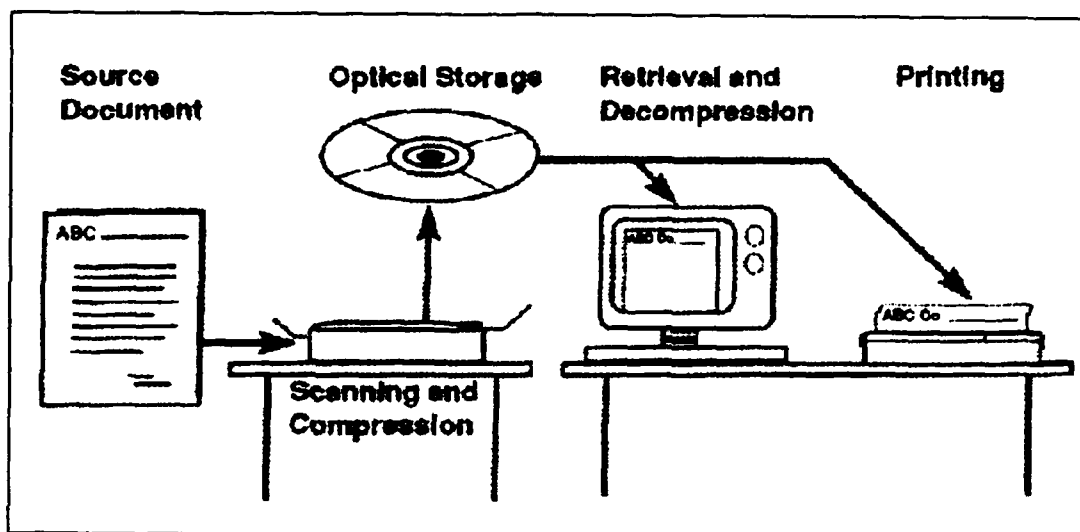 Source
Document
Optical Storage
Retrieval and
Decompression
Printing
ABC
ABC Co
ABC Co
Scanning and
Compression